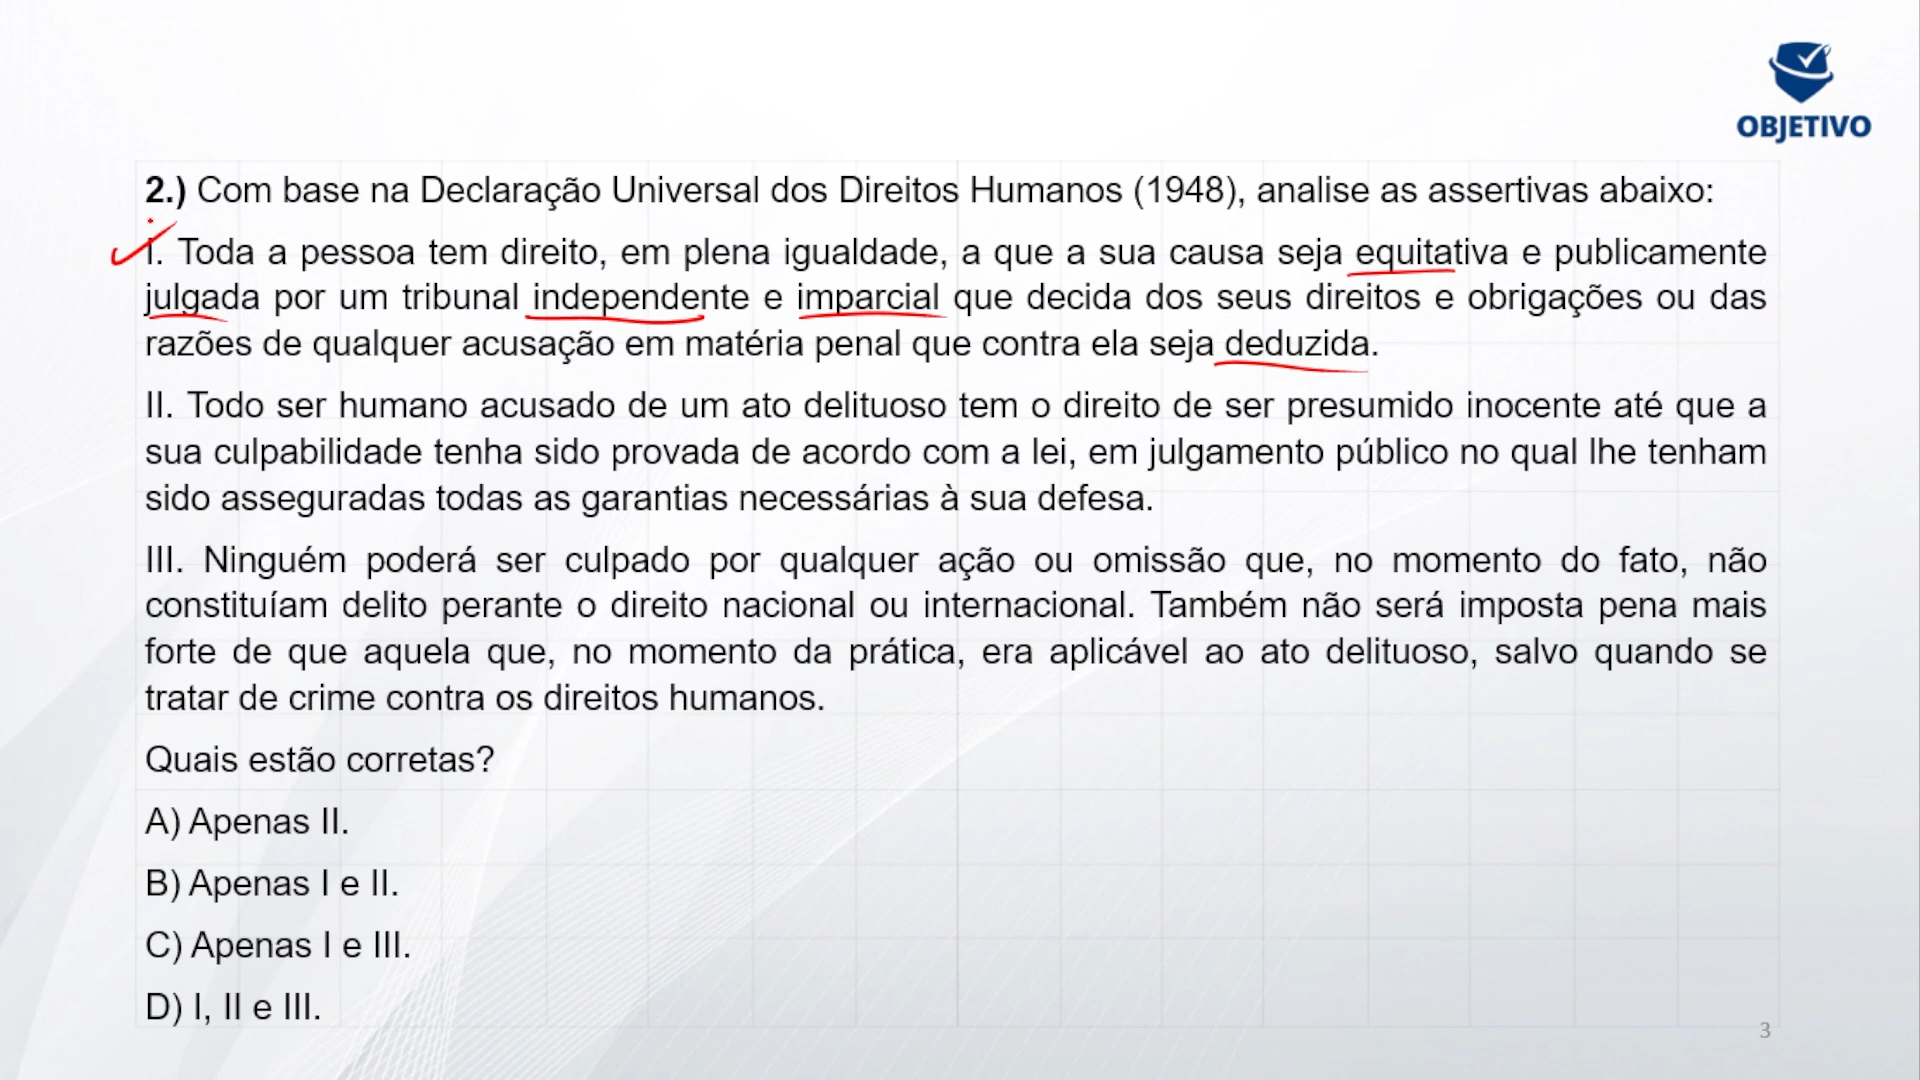 OBJETIVO
2.) Com base na Declaração Universal dos Direitos Humanos (1948), analise as assertivas abaixo:
I. Toda a pessoa tem direito, em plena igualdade, a que a sua causa seja equitativa e publicamente
julgada por um tribunal independente e imparcial que decida dos seus direitos e obrigações ou das
razões de qualquer acusação em matéria penal que contra ela seja deduzida.
II. Todo ser humano acusado de um ato delituoso tem o direito de ser presumido inocente até que a
sua culpabilidade tenha sido provada de acordo com a lei, em julgamento público no qual lhe tenham
sido asseguradas todas as garantias necessárias à sua defesa.
III. Ninguém poderá ser culpado por qualquer ação ou omissão que, no momento do fato, não
constituíam delito perante o direito nacional ou internacional. Também não será imposta pena mais
forte de que aquela que, no momento da prática, era aplicável ao ato delituoso, salvo quando se
tratar de crime contra os direitos humanos.
Quais estão corretas?
A) Apenas II.
B) Apenas I e II.
C) Apenas I e III.
D) I, II e III.
3